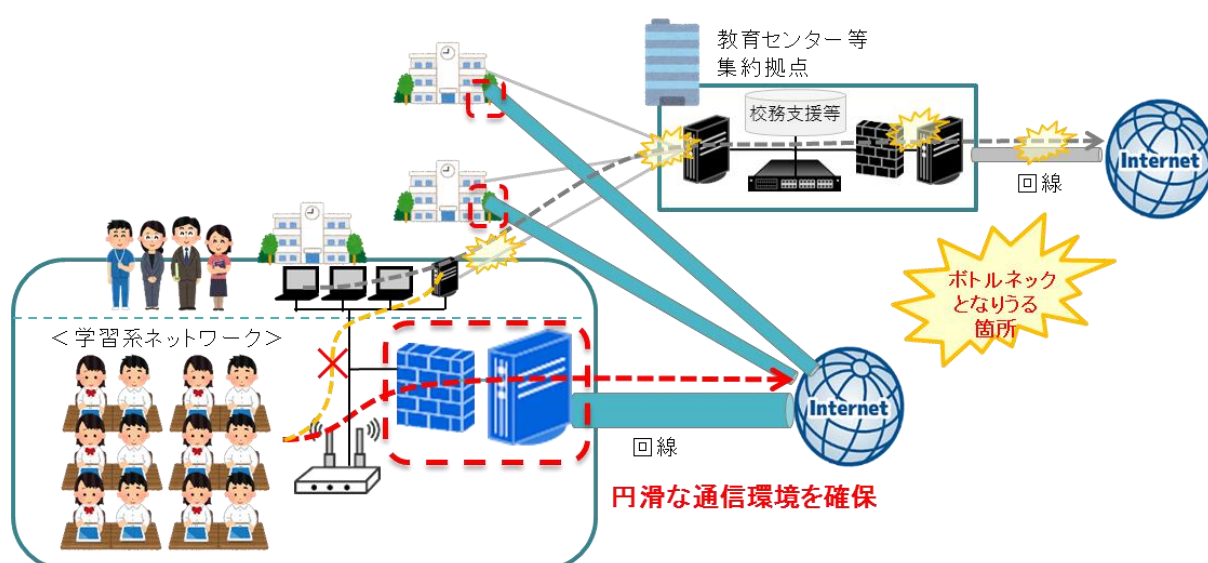 教育センター等
集約拠点
校務支援等
Internet
回線
ボトルネック
となりうる
箇所
<学習系ネットワーク>
Internet
回線
円滑な通信環境を確保